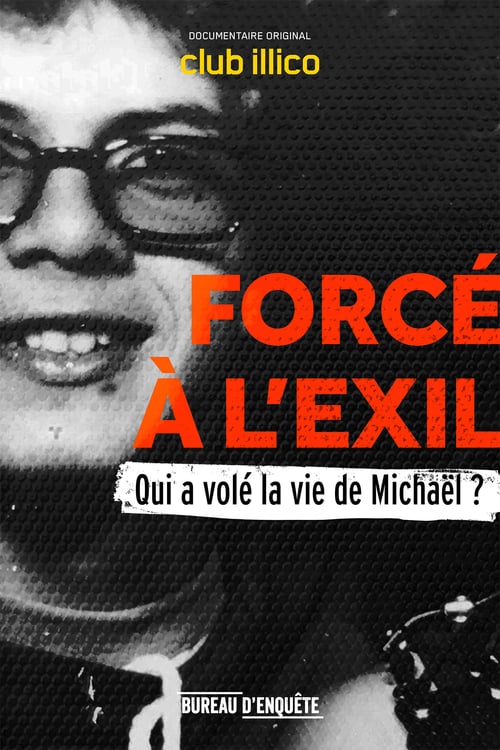 DOCUMENTAIRE ORIGINAL
club illico
FORCÉ
À L'EXIL
Qui a volé la vie de Michaël ?
BUREAU D'ENQUÊTE